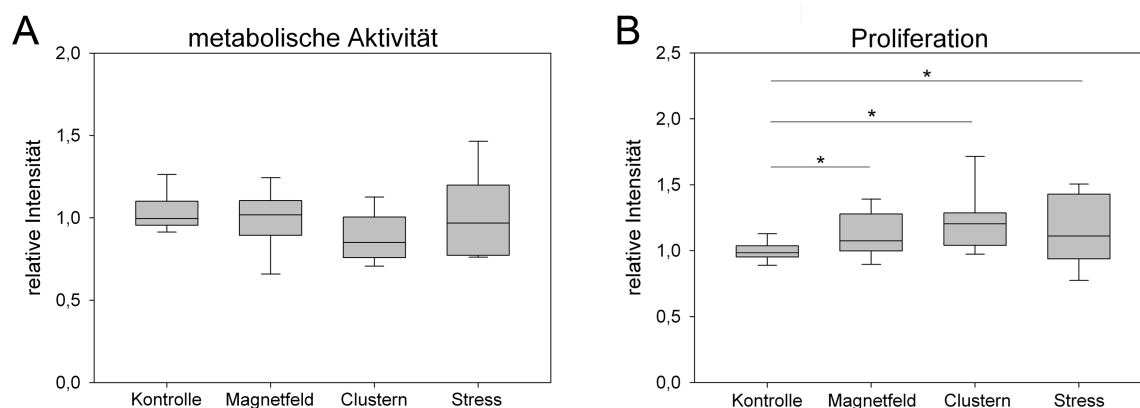 A
metabolische Aktivität
2,0
1,5
1,0
0,5
0,0
relative Intensität
Kontrolle Magnetfeld Clustern Stress
B
Proliferation
2,5
2,0
1,5
1,0
0,5
0,0
relative Intensität
*
*
*
Kontrolle Magnetfeld Clustern Stress